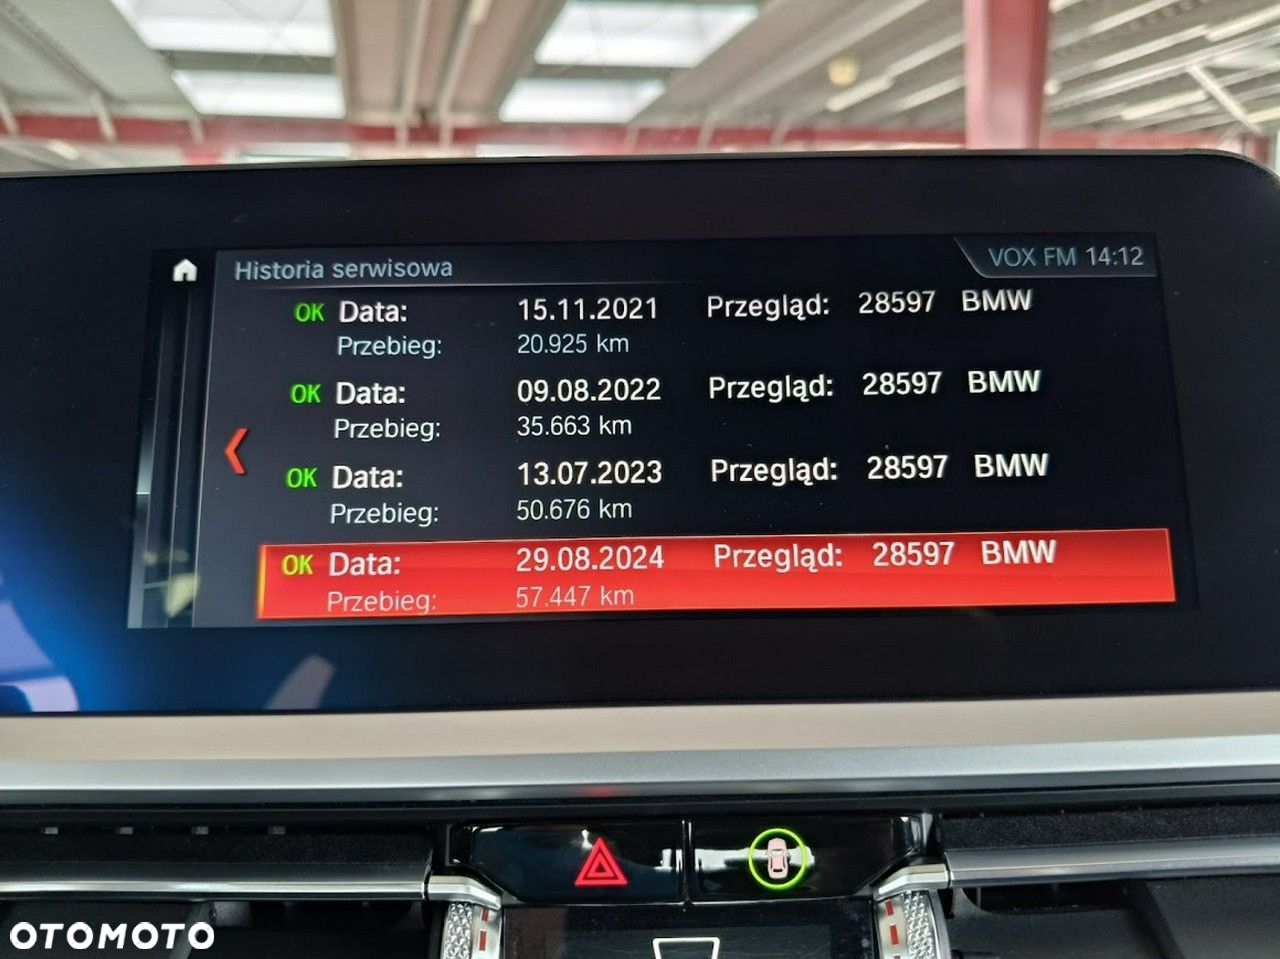 Historia serwisowa VOX FM 14:12
OK Data: 15.11.2021 Przegląd: 28597 BMW
Przebieg: 20.925 km
OK Data: 09.08.2022 Przegląd: 28597 BMW
Przebieg: 35.663 km
OK Data: 13.07.2023 Przegląd: 28597 BMW
Przebieg: 50.676 km
OK Data: 29.08.2024 Przegląd: 28597 BMW
Przebieg: 57.447 km
OTOMOTO